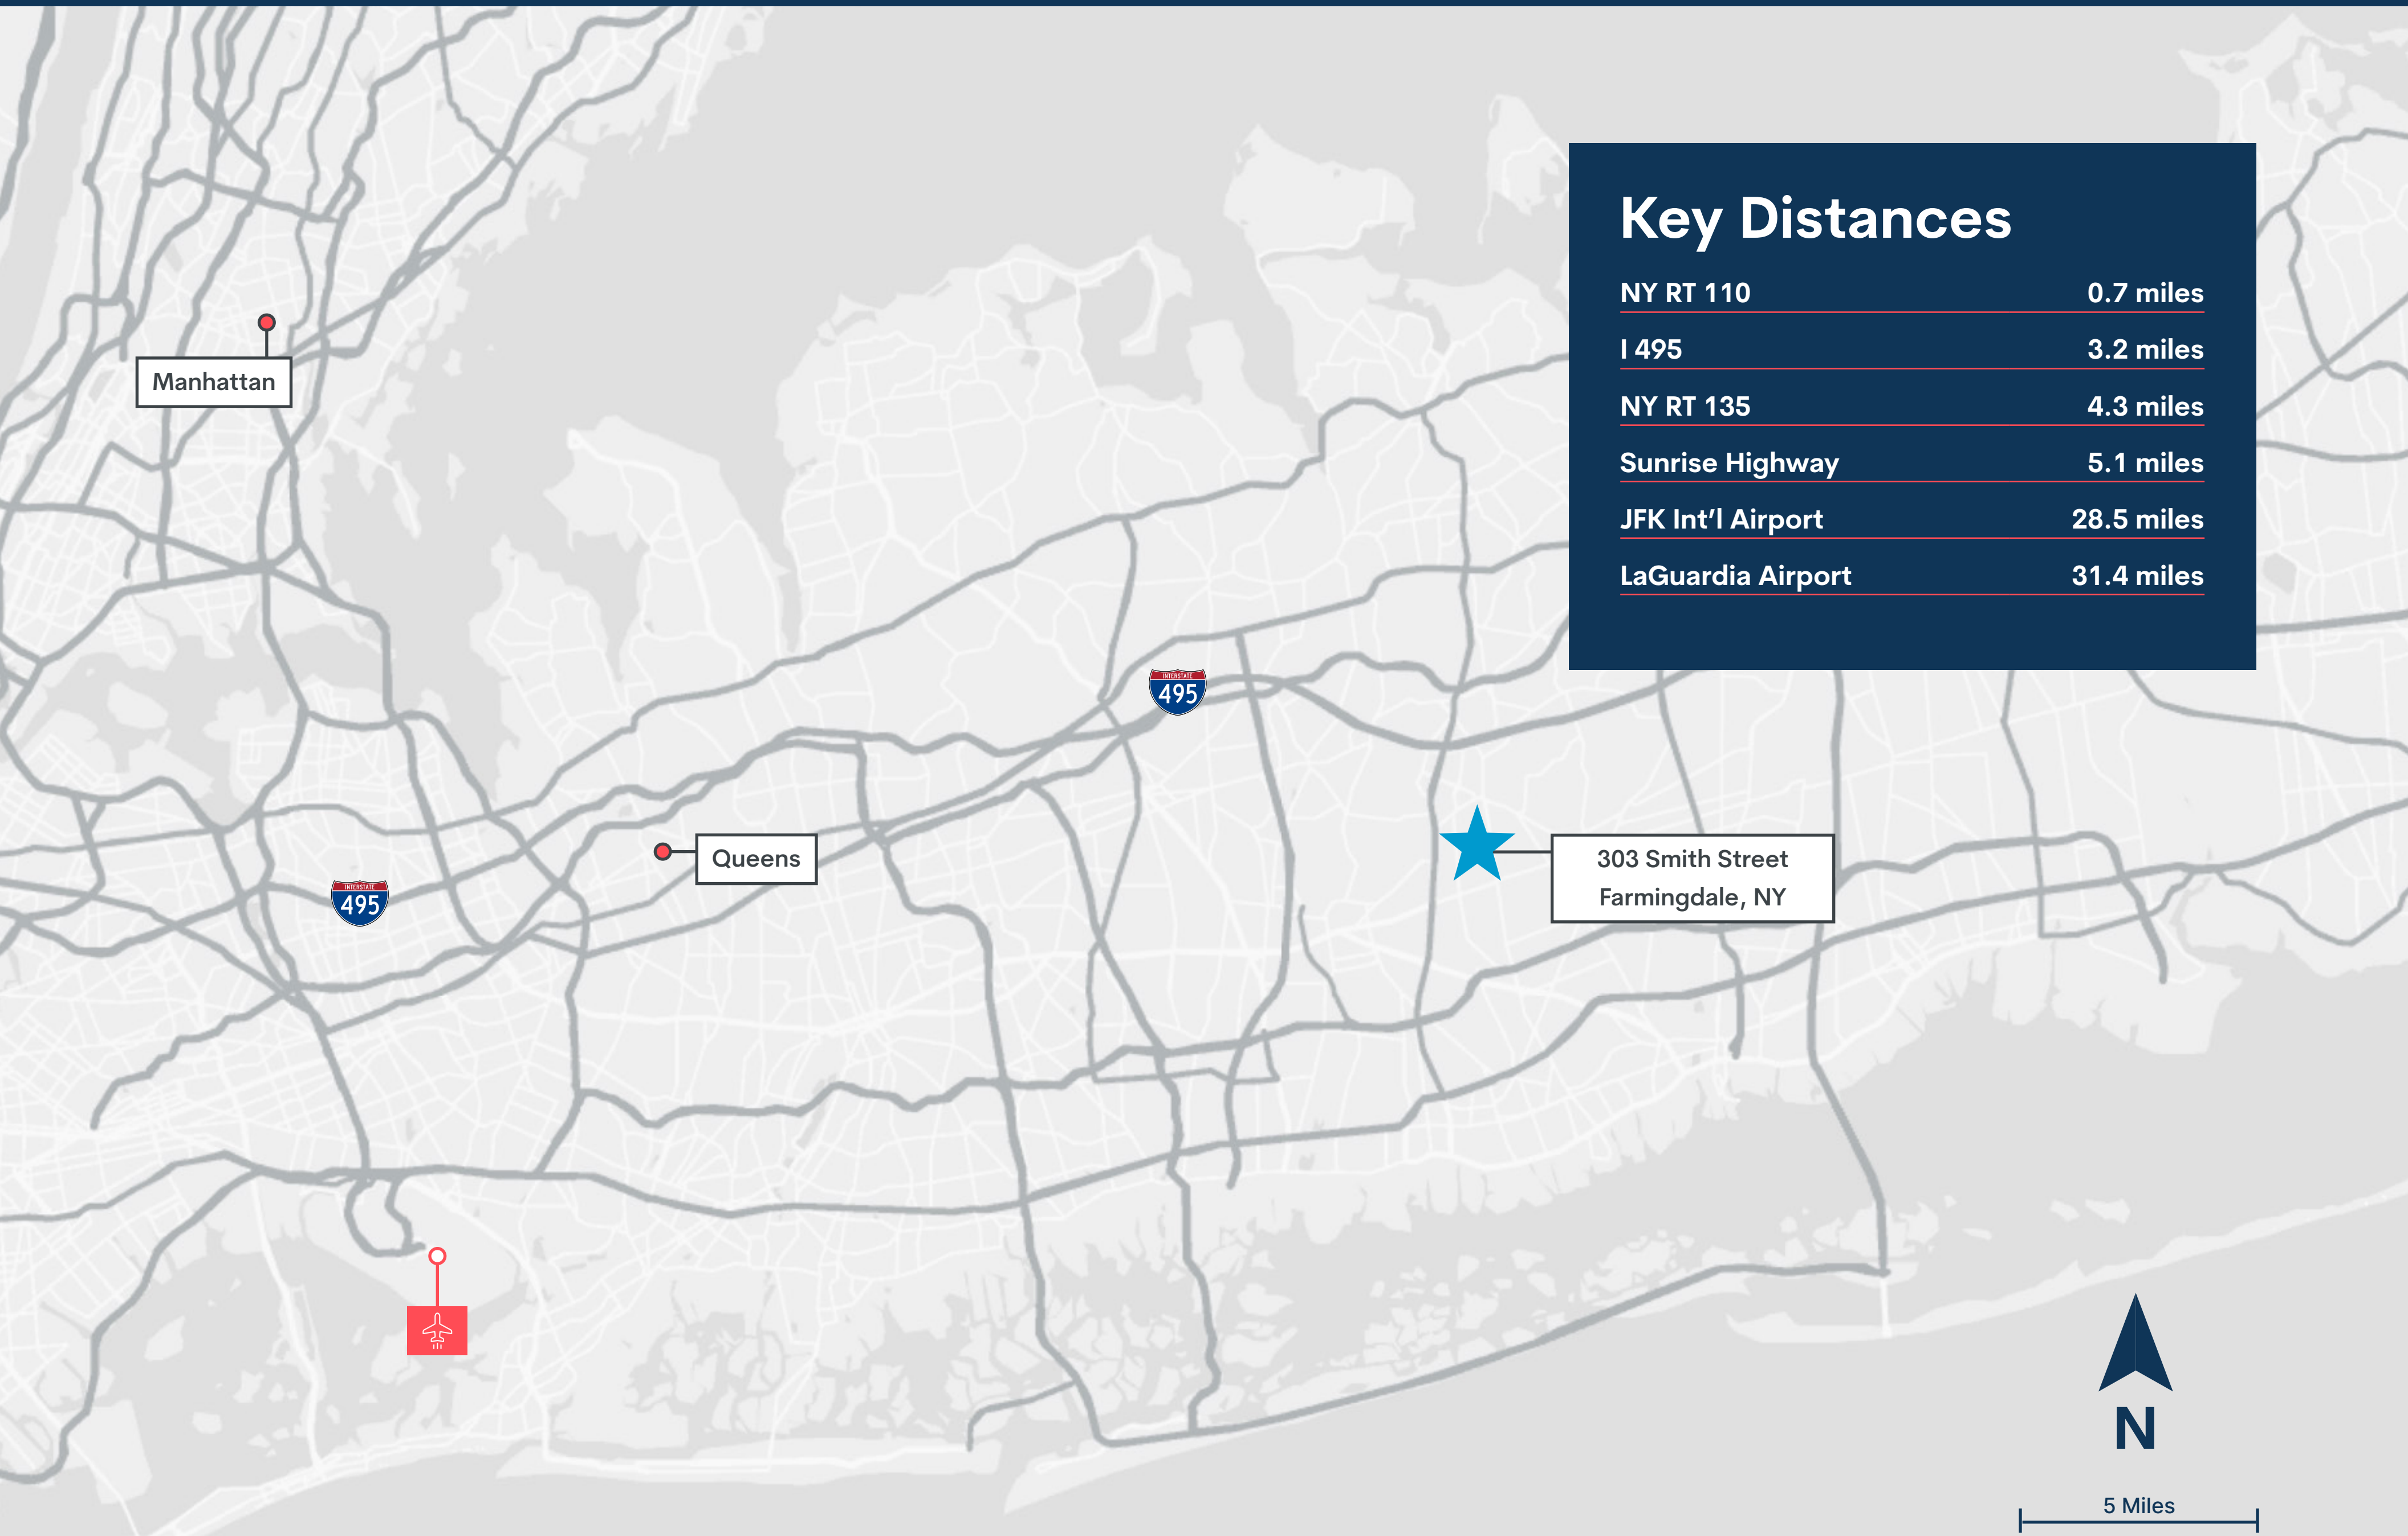 Key Distances
NY RT 110 0.7 miles
I 495 3.2 miles
NY RT 135 4.3 miles
Sunrise Highway 5.1 miles
JFK Int’l Airport 28.5 miles
LaGuardia Airport 31.4 miles
Manhattan
INTERSTATE
495
Queens
303 Smith Street
Farmingdale, NY
INTERSTATE
495
N
5 Miles